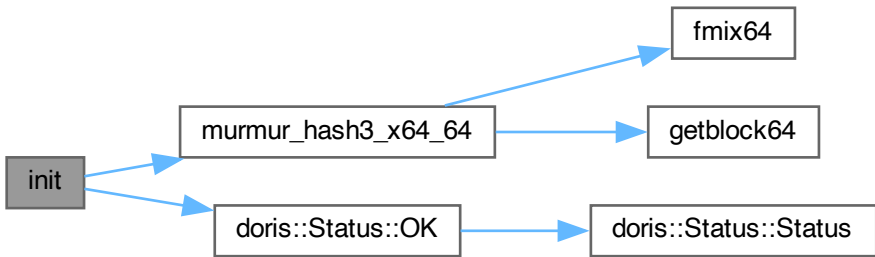 fmix64
murmur_hash3_x64_64
getblock64
init
doris::Status::OK
doris::Status::Status